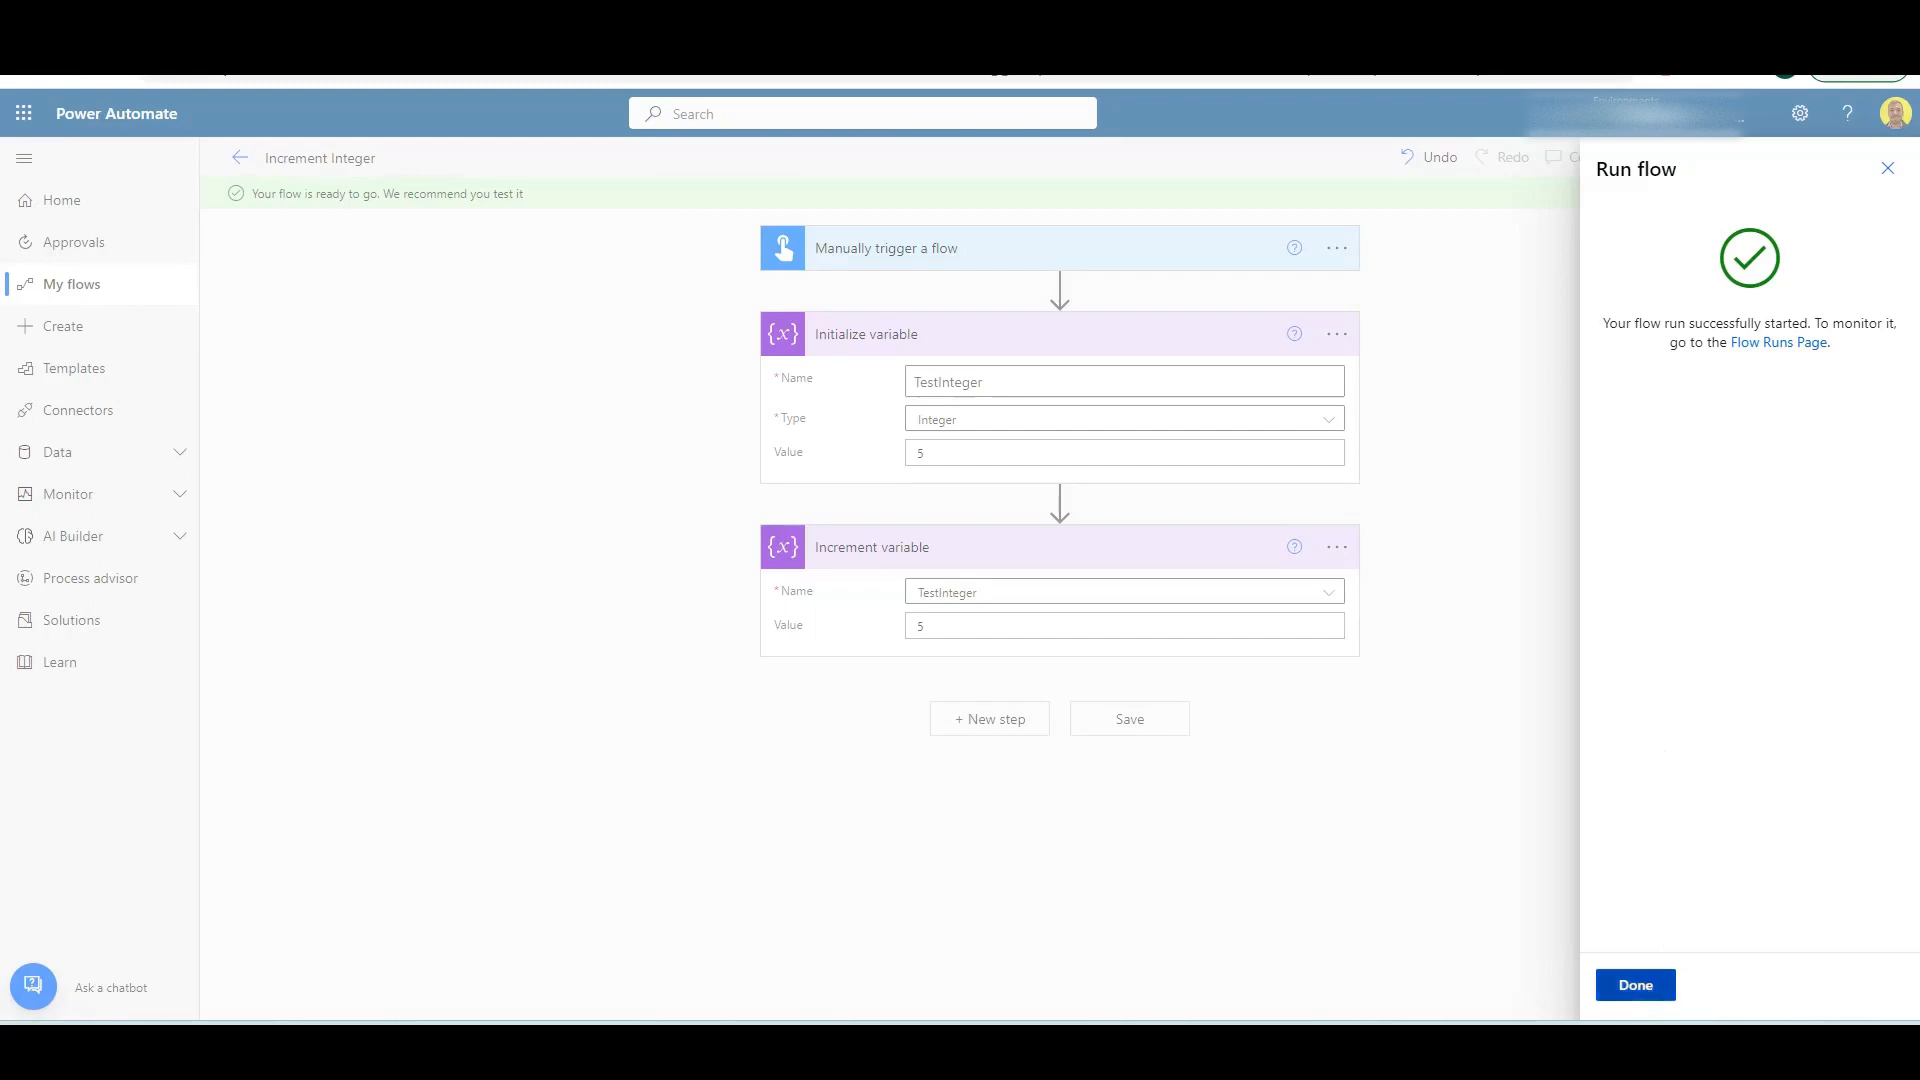 Power Automate
Search
Environments
?
Increment Integer
Undo
Redo
Your flow is ready to go. We recommend you test it
Home
Approvals
My flows
Create
Templates
Connectors
Data
Monitor
AI Builder
Process advisor
Solutions
Learn
Ask a chatbot
Manually trigger a flow
{x} Initialize variable
* Name TestInteger
* Type Integer
Value 5
{x} Increment variable
* Name TestInteger
Value 5
+ New step
Save
Run flow
Your flow run successfully started. To monitor it,
go to the Flow Runs Page.
Done